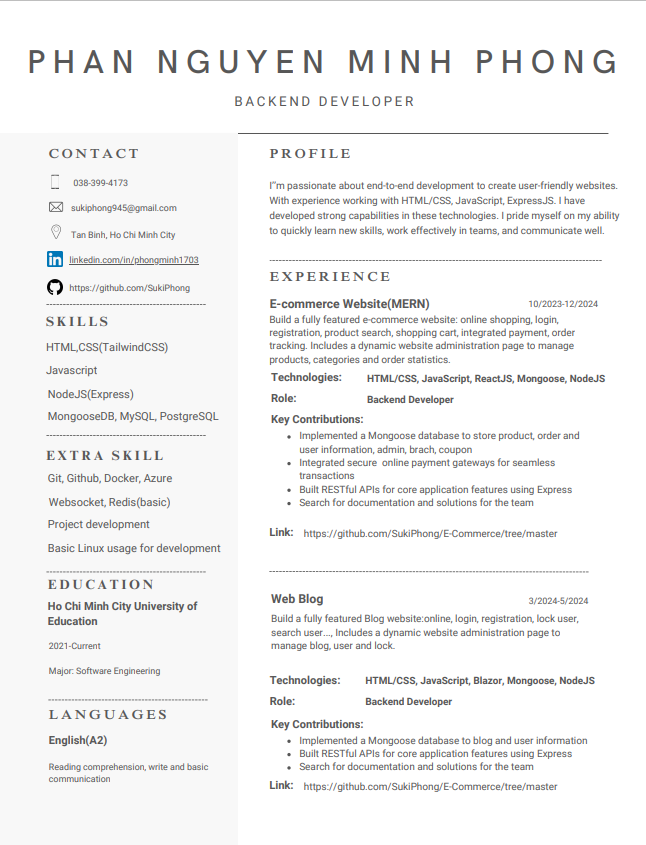 PHAN NGUYEN MINH PHONG
BACKEND DEVELOPER
CONTACT
038-399-4173
sukiphong945@gmail.com
Tan Binh, Ho Chi Minh City
linkedin.com/in/phongminh1703
https://github.com/SukiPhong
SKILLS
HTML,CSS(TailwindCSS)
Javascript
NodeJS(Express)
MongooseDB, MySQL, PostgreSQL
EXTRA SKILL
Git, Github, Docker, Azure
Websocket, Redis(basic)
Project development
Basic Linux usage for development
EDUCATION
Ho Chi Minh City University of
Education
2021-Current
Major: Software Engineering
LANGUAGES
English(A2)
Reading comprehension, write and basic
communication
PROFILE
I"m passionate about end-to-end development to create user-friendly websites.
With experience working with HTML/CSS, JavaScript, ExpressJS. I have
developed strong capabilities in these technologies. I pride myself on my ability
to quickly learn new skills, work effectively in teams, and communicate well.
EXPERIENCE
E-commerce Website(MERN) 10/2023-12/2024
Build a fully featured e-commerce website: online shopping, login,
registration, product search, shopping cart, integrated payment, order
tracking. Includes a dynamic website administration page to manage
products, categories and order statistics.
Technologies: HTML/CSS, JavaScript, ReactJS, Mongoose, NodeJS
Role: Backend Developer
Key Contributions:
• Implemented a Mongoose database to store product, order and
user information, admin, brach, coupon
• Integrated secure online payment gateways for seamless
transactions
• Built RESTful APIs for core application features using Express
• Search for documentation and solutions for the team
Link: https://github.com/SukiPhong/E-Commerce/tree/master
Web Blog 3/2024-5/2024
Build a fully featured Blog website:online, login, registration, lock user,
search user..., Includes a dynamic website administration page to
manage blog, user and lock.
Technologies: HTML/CSS, JavaScript, Blazor, Mongoose, NodeJS
Role: Backend Developer
Key Contributions:
• Implemented a Mongoose database to blog and user information
• Built RESTful APIs for core application features using Express
• Search for documentation and solutions for the team
Link: https://github.com/SukiPhong/E-Commerce/tree/master